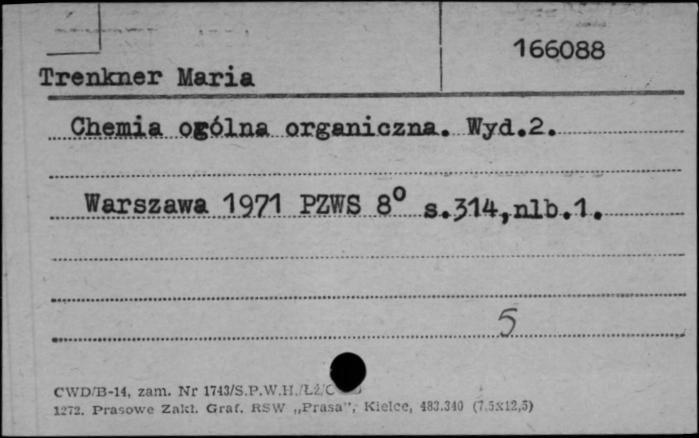 166088
Trenkner Maria
Chemia ogólna organiczna. Wyd.2.
Warszawa 1971 PZWS 8º s.314,nlb.1.
5
CWD/B-14, zam. Nr 1743/S.P.W.H./Łż/C
1272. Prasowe Zakł. Graf. RSW „Prasa”, Kielce, 483.340 (7,5x12,5)